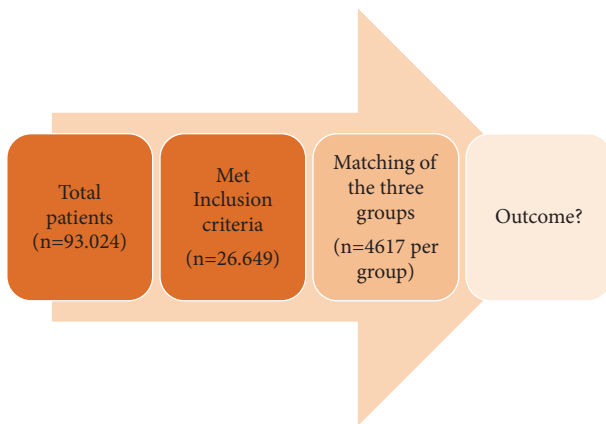 Total
patients
(n=93.024)
Met
Inclusion
criteria
(n=26.649)
Matching of
the three
groups
(n=4617 per
group)
Outcome?